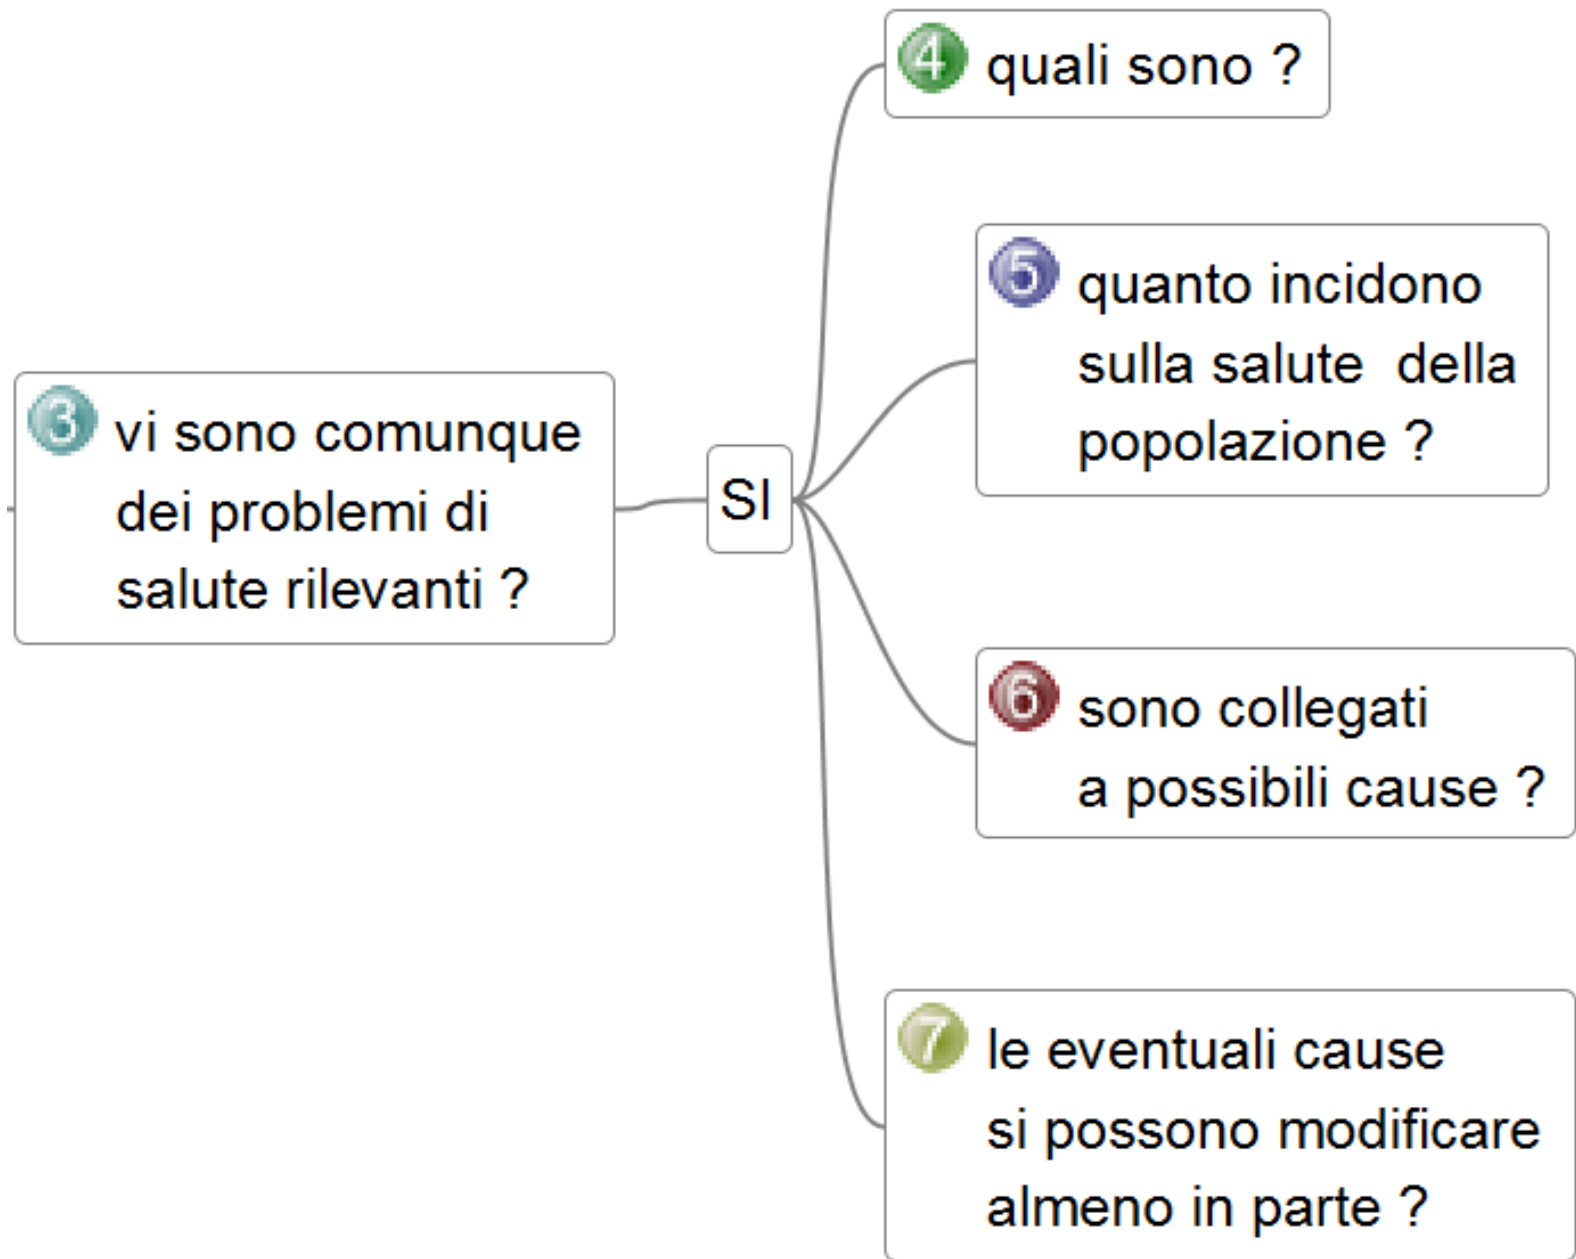 4 quali sono ?
5 quanto incidono
sulla salute  della
popolazione ?
3 vi sono comunque
dei problemi di
salute rilevanti ?
SI
6 sono collegati
a possibili cause ?
7 le eventuali cause
si possono modificare
almeno in parte ?